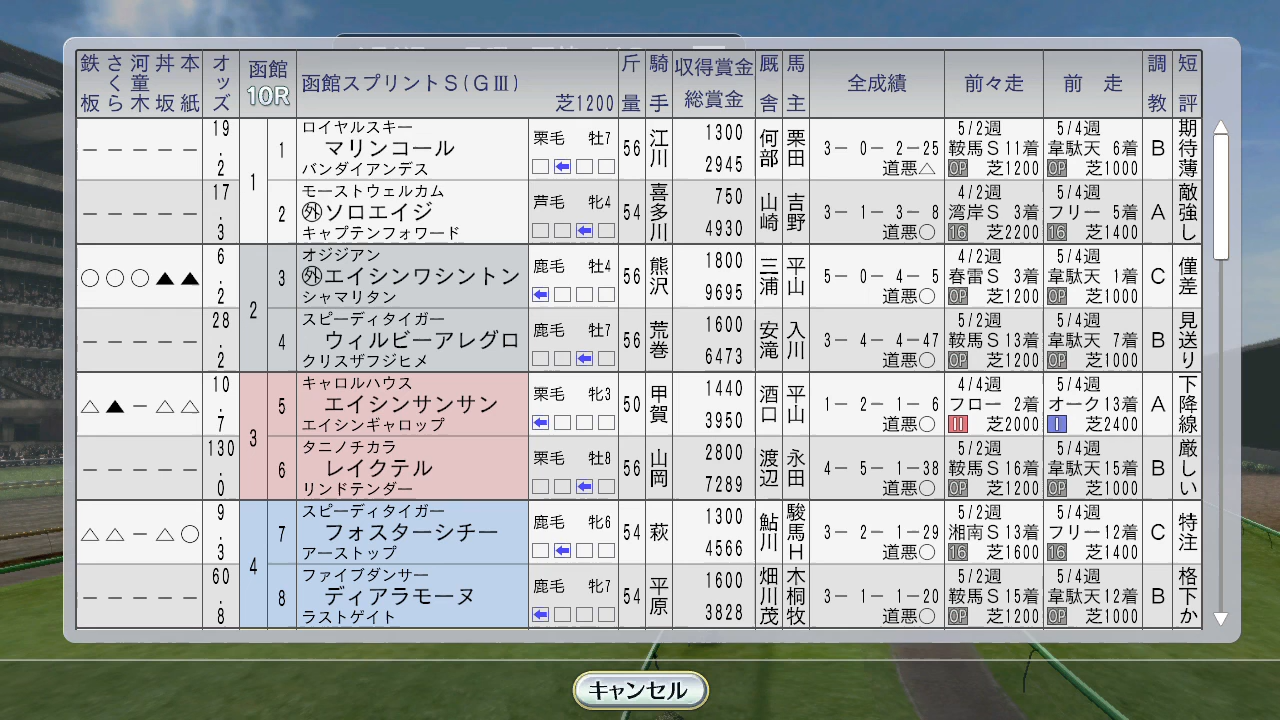 鉄板 さくら 河童木 丼坂 本紙 オッズ 函館10R 函館スプリントS(GⅢ) 芝1200 斤量 騎手 収得賞金 総賞金 厩舎 馬主 全成績 前々走 前 走 調教 短評
― ― ― ― ― 19.2 1 1 ロイヤルスキー
マリンコール
バンダイアンデス
栗毛 牡7 56 江川 1300 2945 何部 栗田 3- 0- 2-25 道悪△
5/2週 鞍馬S 11着 OP 芝1200
5/4週 韋駄天 6着 OP 芝1000
B 期待薄
― ― ― ― ― 17.3 2 モーストウェルカム
外ソロエイジ
キャプテンフォワード
芦毛 牝4 54 喜多川 750 4930 山崎 吉野 3- 1- 3- 8 道悪○
4/2週 湾岸S 3着 16 芝2200
5/4週 フリー 5着 16 芝1400
A 敵強し
○ ○ ○ ▲ ▲ 6.2 2 3 オジジアン
外エイシンワシントン
シャマリタン
鹿毛 牡4 56 熊沢 1800 9695 三浦 平山 5- 0- 4- 5 道悪○
4/2週 春雷S 3着 OP 芝1200
5/4週 韋駄天 1着 OP 芝1000
C 僅差
― ― ― ― ― 28.2 4 スピーディタイガー
ウィルビーアレグロ
クリスザフジヒメ
鹿毛 牡7 56 荒巻 1600 6473 安滝 入川 3- 4- 4-47 道悪○
5/2週 鞍馬S 13着 OP 芝1200
5/4週 韋駄天 7着 OP 芝1000
B 見送り
△ ▲ ― △ △ 10.7 3 5 キャロルハウス
エイシンサンサン
エイシンギャロップ
栗毛 牝3 50 甲賀 1440 3950 酒口 平山 1- 2- 1- 6 道悪○
4/4週 フロー 2着 Ⅱ 芝2000
5/4週 オーク 13着 Ⅰ 芝2400
A 下降線
― ― ― ― ― 130.0 6 タニノチカラ
レイクテル
リンドテンダー
栗毛 牡8 56 山岡 2800 7289 渡辺 永田 4- 5- 1-38 道悪○
5/2週 鞍馬S 16着 OP 芝1200
5/4週 韋駄天 15着 OP 芝1000
B 厳しい
△ △ ― △ ○ 9.3 4 7 スピーディタイガー
フォスターシチー
アーストップ
鹿毛 牝6 54 萩 1300 4566 鮎川 駿馬H 3- 2- 1-29 道悪○
5/2週 湘南S 13着 16 芝1600
5/4週 フリー 12着 16 芝1400
C 特注
― ― ― ― ― 60.8 8 ファイブダンサー
ディアラモーヌ
ラストゲイト
鹿毛 牝7 54 平原 1600 3828 畑川茂 木桐牧 3- 1- 1-20 道悪○
5/2週 鞍馬S 15着 OP 芝1200
5/4週 韋駄天 12着 OP 芝1000
B 格下か
キャンセル